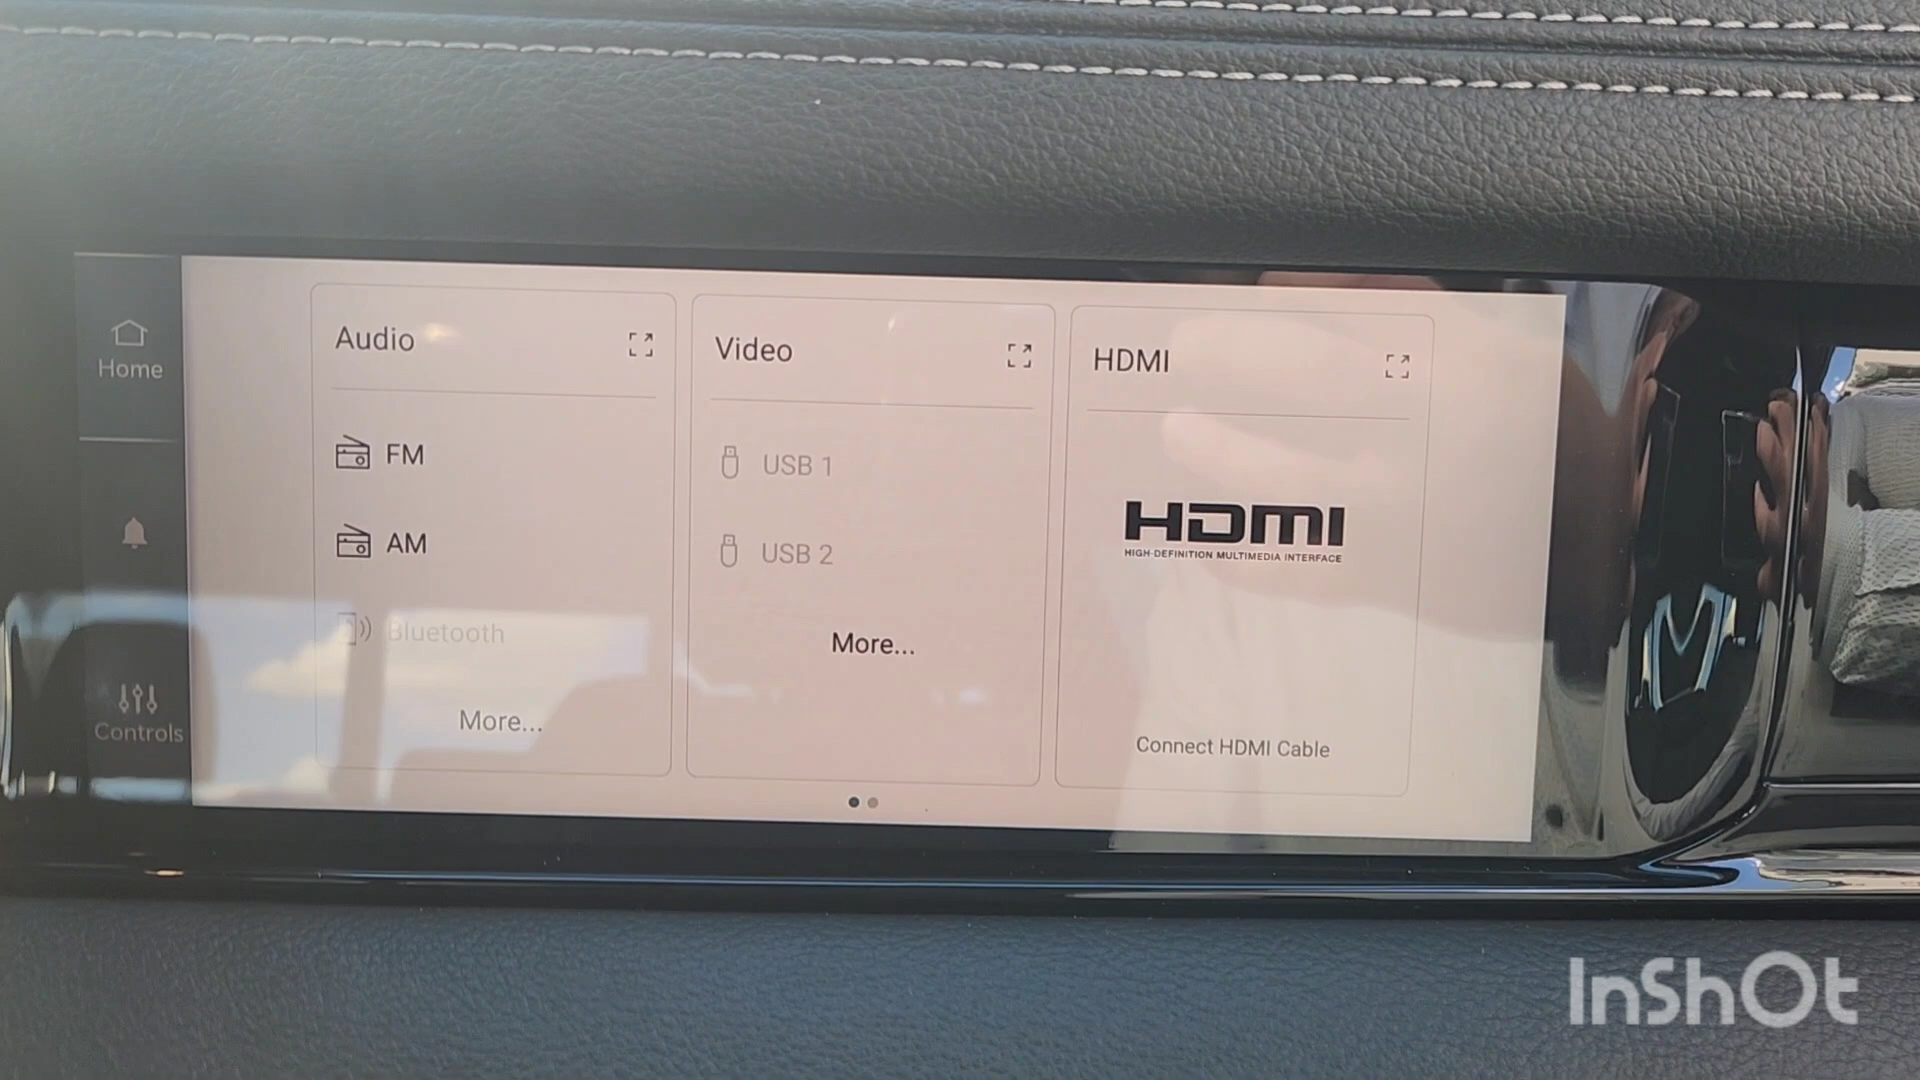 Home
Controls
Audio
FM
AM
Bluetooth
More...
Video
USB 1
USB 2
More...
HDMI
HDMI
HIGH-DEFINITION MULTIMEDIA INTERFACE
Connect HDMI Cable
InShOt